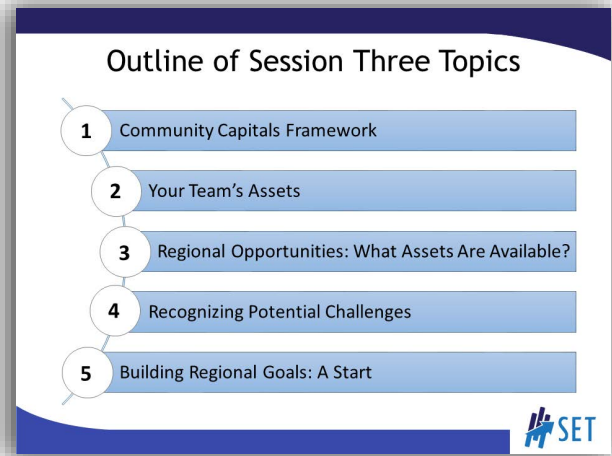 Outline of Session Three Topics
1 Community Capitals Framework
2 Your Team's Assets
3 Regional Opportunities: What Assets Are Available?
4 Recognizing Potential Challenges
5 Building Regional Goals: A Start
SET